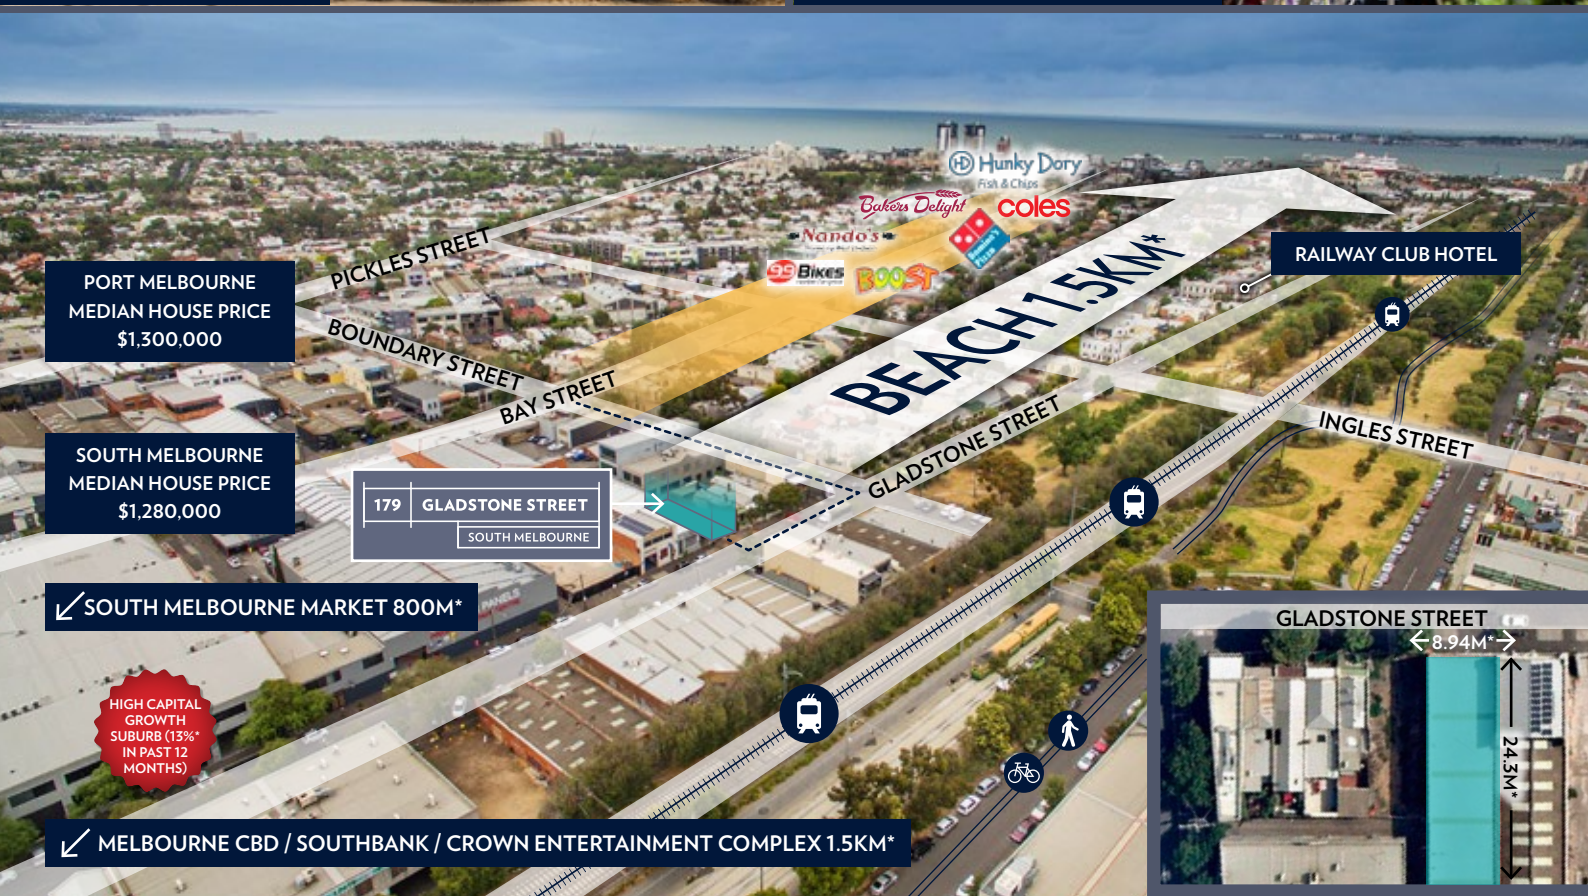 Hunky Dory
Fish & Chips
Bakers Delight
coles
Nando's
Domino's
Pizza
99 Bikes
BOOST
PICKLES STREET
BOUNDARY STREET
BAY STREET
BEACH 1.5KM*
GLADSTONE STREET
INGLES STREET
RAILWAY CLUB HOTEL
PORT MELBOURNE
MEDIAN HOUSE PRICE
$1,300,000
SOUTH MELBOURNE
MEDIAN HOUSE PRICE
$1,280,000
179 GLADSTONE STREET
SOUTH MELBOURNE
SOUTH MELBOURNE MARKET 800M*
PANELS
HIGH CAPITAL
GROWTH
SUBURB (13%*
IN PAST 12
MONTHS)
MELBOURNE CBD / SOUTHBANK / CROWN ENTERTAINMENT COMPLEX 1.5KM*
GLADSTONE STREET
8.94M*
24.3M*